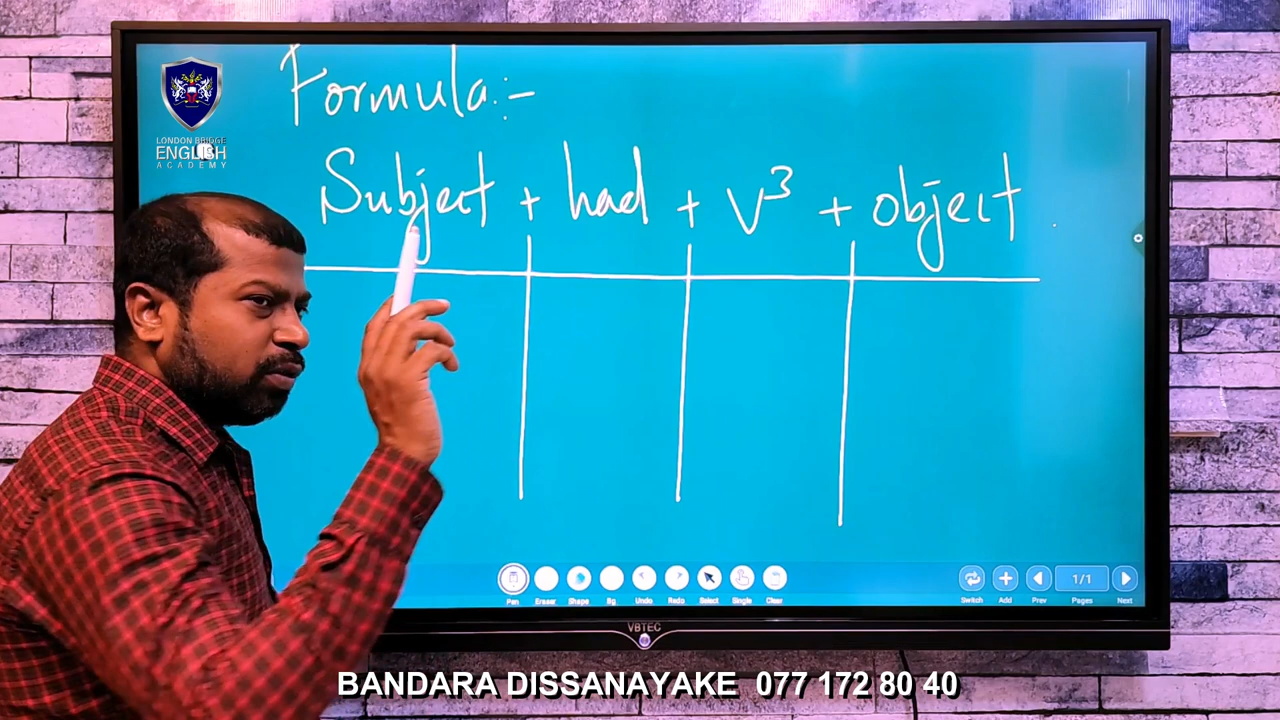 Formula:-
LONDON BRIDGE
ENGLISH
ACADEMY
Subject + had + V3 + object
Pen Eraser Shape Bg Undo Redo Select Single Clear
Switch Add Prev 1/1 Pages Next
VBTEC
BANDARA DISSANAYAKE 077 172 80 40